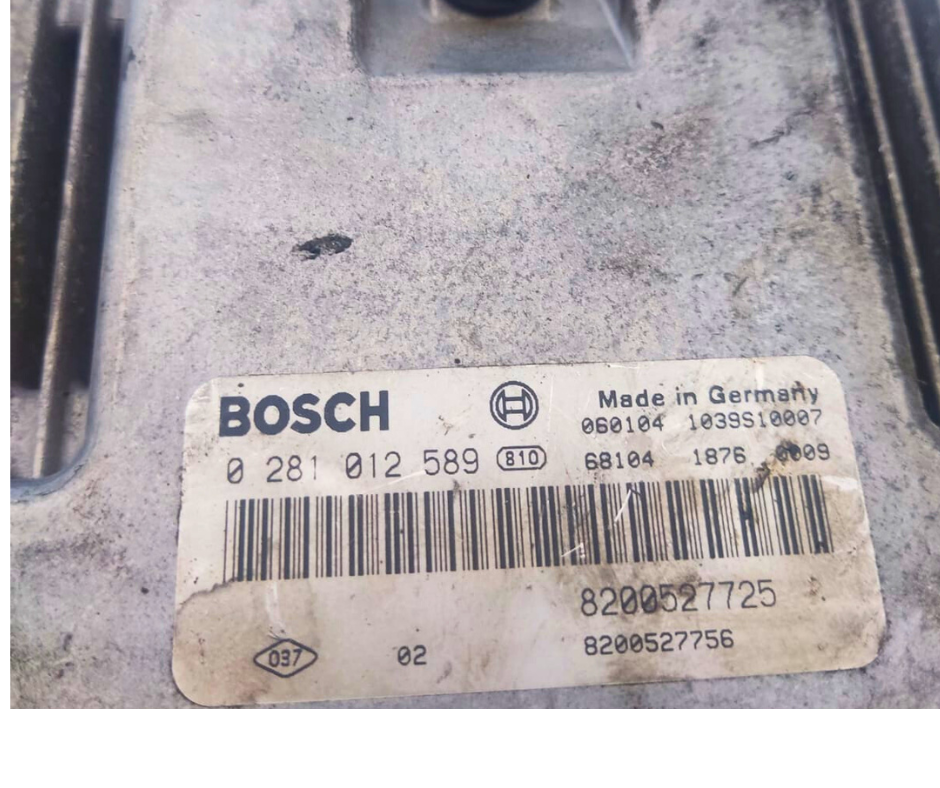 BOSCH
Made in Germany
060104 1039S10007
0 281 012 589 810 68104 1876 0009
8200527725
037 02 8200527756